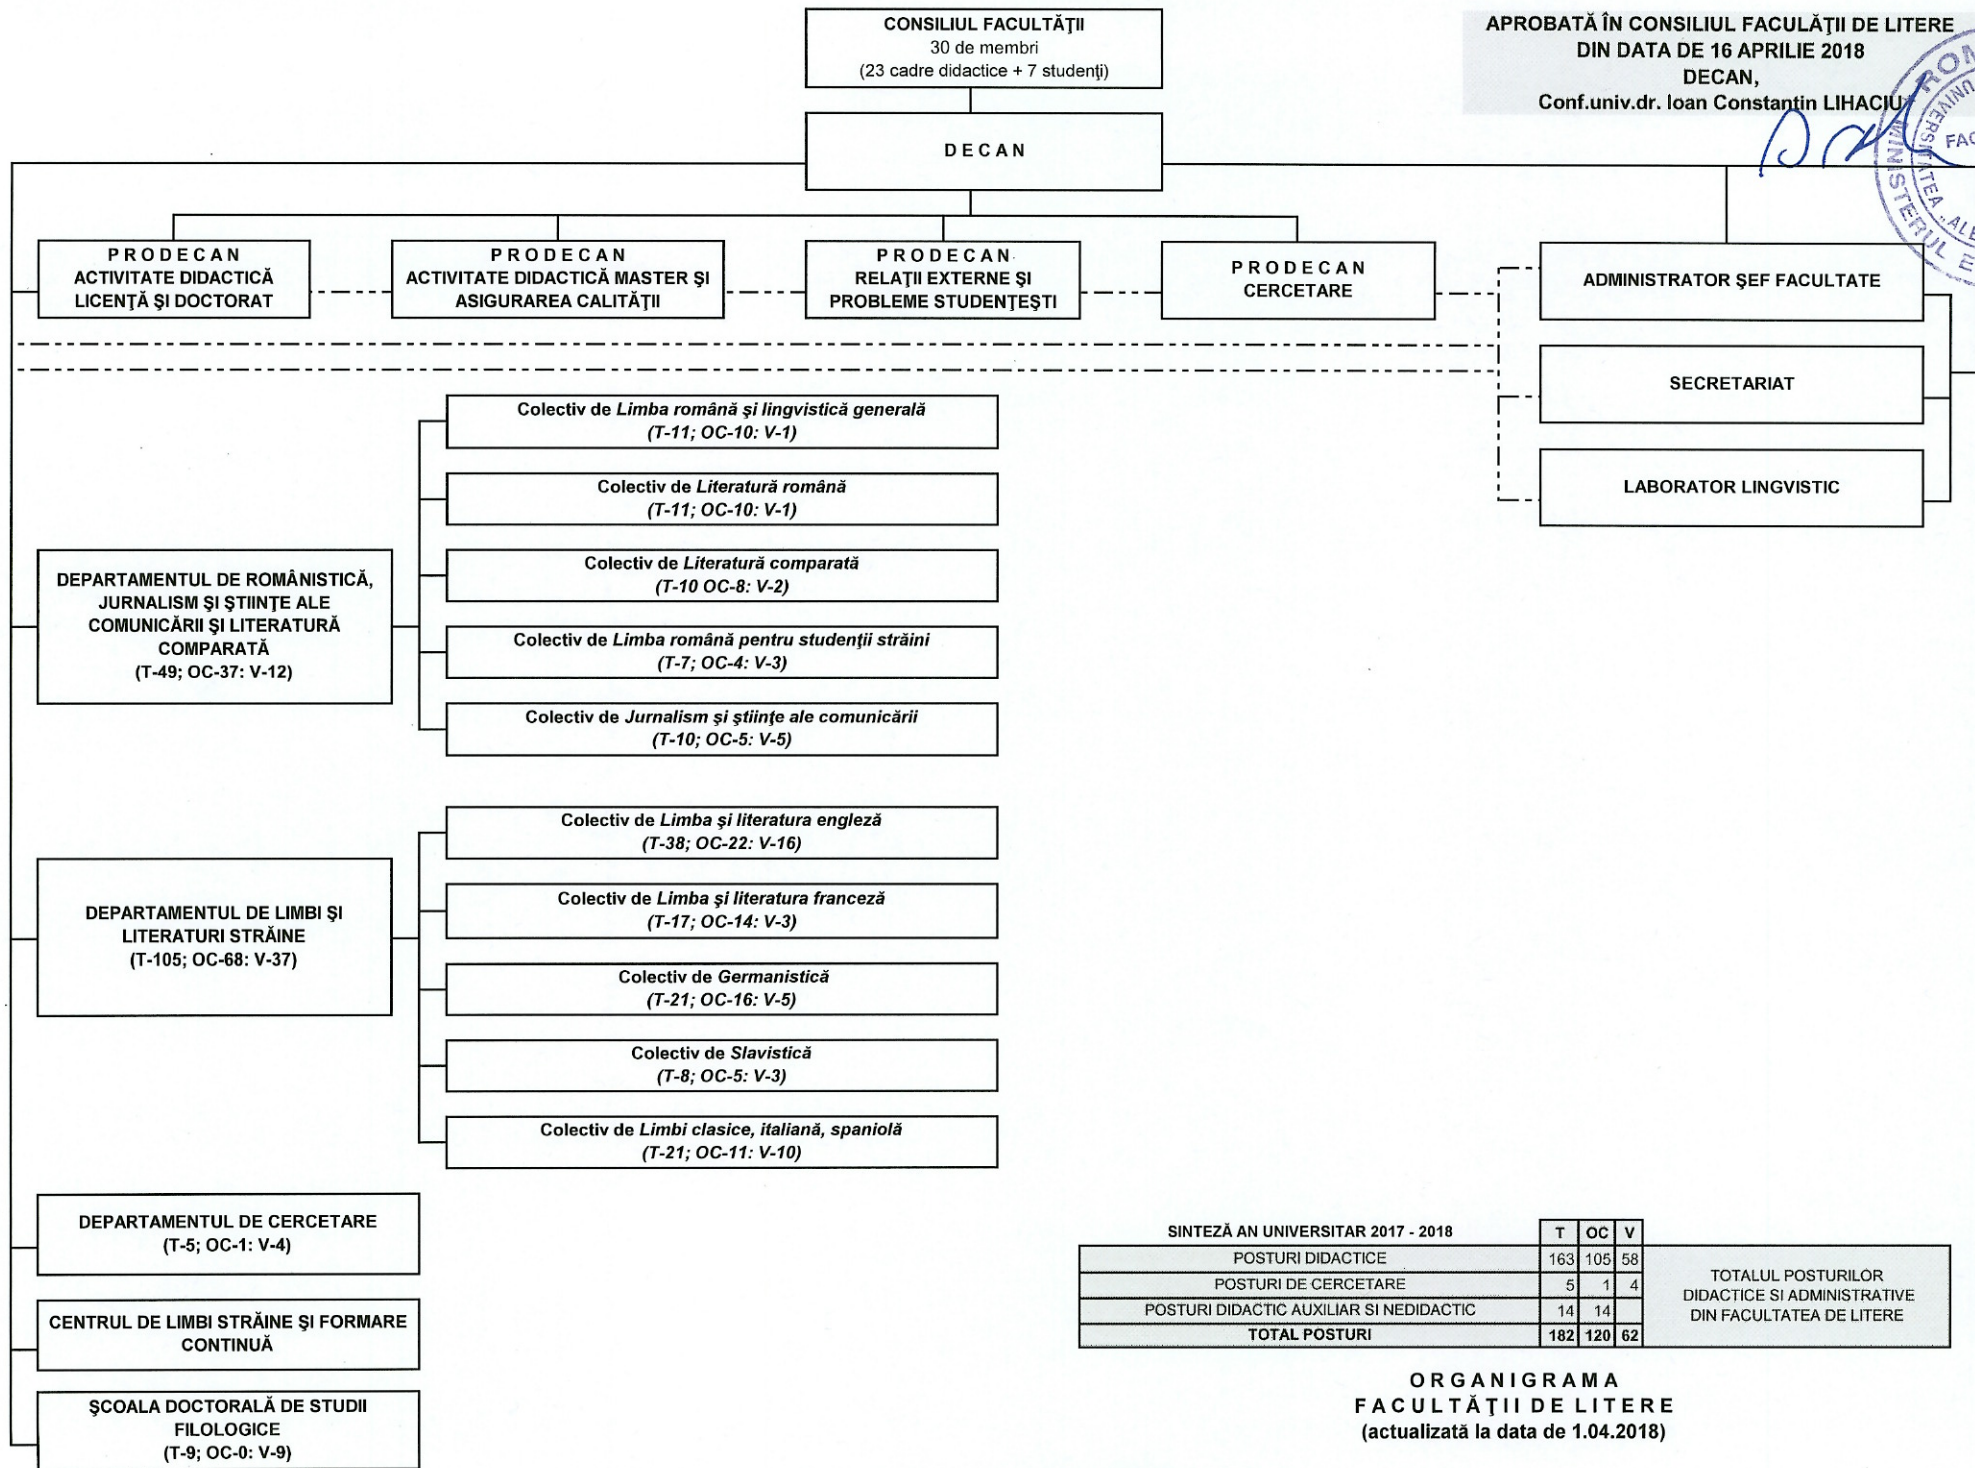 CONSILIUL FACULTĂŢII
30 de membri
(23 cadre didactice + 7 studenţi)
APROBATĂ ÎN CONSILIUL FACULĂŢII DE LITERE
DIN DATA DE 16 APRILIE 2018
DECAN,
Conf.univ.dr. Ioan Constantin LIHACIU
MINISTERUL
UNIVERSITATEA „ALE
FAC
D E C A N
P R O D E C A N
ACTIVITATE DIDACTICĂ
LICENŢĂ ŞI DOCTORAT
P R O D E C A N
ACTIVITATE DIDACTICĂ MASTER ŞI
ASIGURAREA CALITĂŢII
P R O D E C A N
RELAŢII EXTERNE ŞI
PROBLEME STUDENŢEŞTI
P R O D E C A N
CERCETARE
ADMINISTRATOR ŞEF FACULTATE
SECRETARIAT
LABORATOR LINGVISTIC
DEPARTAMENTUL DE ROMÂNISTICĂ,
JURNALISM ŞI ŞTIINŢE ALE
COMUNICĂRII ŞI LITERATURĂ
COMPARATĂ
(T-49; OC-37: V-12)
Colectiv de Limba română şi lingvistică generală
(T-11; OC-10: V-1)
Colectiv de Literatură română
(T-11; OC-10: V-1)
Colectiv de Literatură comparată
(T-10 OC-8: V-2)
Colectiv de Limba română pentru studenţii străini
(T-7; OC-4: V-3)
Colectiv de Jurnalism şi ştiinţe ale comunicării
(T-10; OC-5: V-5)
DEPARTAMENTUL DE LIMBI ŞI
LITERATURI STRĂINE
(T-105; OC-68: V-37)
Colectiv de Limba şi literatura engleză
(T-38; OC-22: V-16)
Colectiv de Limba şi literatura franceză
(T-17; OC-14: V-3)
Colectiv de Germanistică
(T-21; OC-16: V-5)
Colectiv de Slavistică
(T-8; OC-5: V-3)
Colectiv de Limbi clasice, italiană, spaniolă
(T-21; OC-11: V-10)
DEPARTAMENTUL DE CERCETARE
(T-5; OC-1: V-4)
CENTRUL DE LIMBI STRĂINE ŞI FORMARE
CONTINUĂ
ŞCOALA DOCTORALĂ DE STUDII
FILOLOGICE
(T-9; OC-0: V-9)
SINTEZĂ AN UNIVERSITAR 2017 - 2018 T OC V
POSTURI DIDACTICE 163 105 58
POSTURI DE CERCETARE 5 1 4
POSTURI DIDACTIC AUXILIAR SI NEDIDACTIC 14 14
TOTAL POSTURI 182 120 62
TOTALUL POSTURILOR
DIDACTICE SI ADMINISTRATIVE
DIN FACULTATEA DE LITERE
O R G A N I G R A M A
F A C U L T Ă Ţ I I D E L I T E R E
(actualizată la data de 1.04.2018)